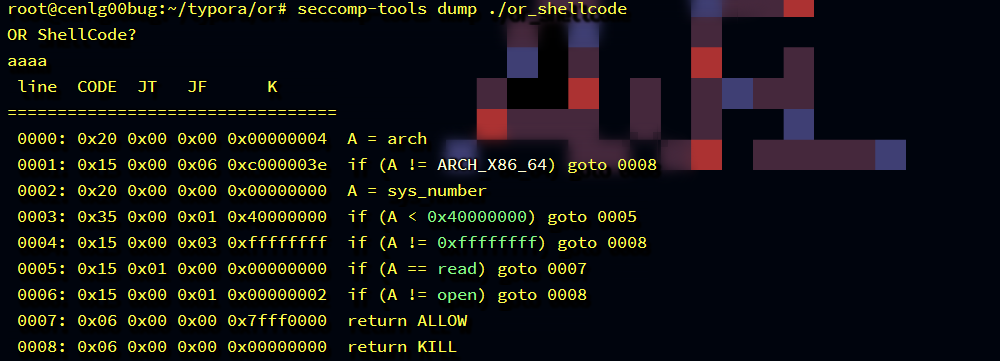 root@cenlg00bug:~/typora/or# seccomp-tools dump ./or_shellcode
OR ShellCode?
aaaa
 line  CODE  JT   JF      K
=================================
 0000: 0x20 0x00 0x00 0x00000004  A = arch
 0001: 0x15 0x00 0x06 0xc000003e  if (A != ARCH_X86_64) goto 0008
 0002: 0x20 0x00 0x00 0x00000000  A = sys_number
 0003: 0x35 0x00 0x01 0x40000000  if (A < 0x40000000) goto 0005
 0004: 0x15 0x00 0x03 0xffffffff  if (A != 0xffffffff) goto 0008
 0005: 0x15 0x01 0x00 0x00000000  if (A == read) goto 0007
 0006: 0x15 0x00 0x01 0x00000002  if (A != open) goto 0008
 0007: 0x06 0x00 0x00 0x7fff0000  return ALLOW
 0008: 0x06 0x00 0x00 0x00000000  return KILL